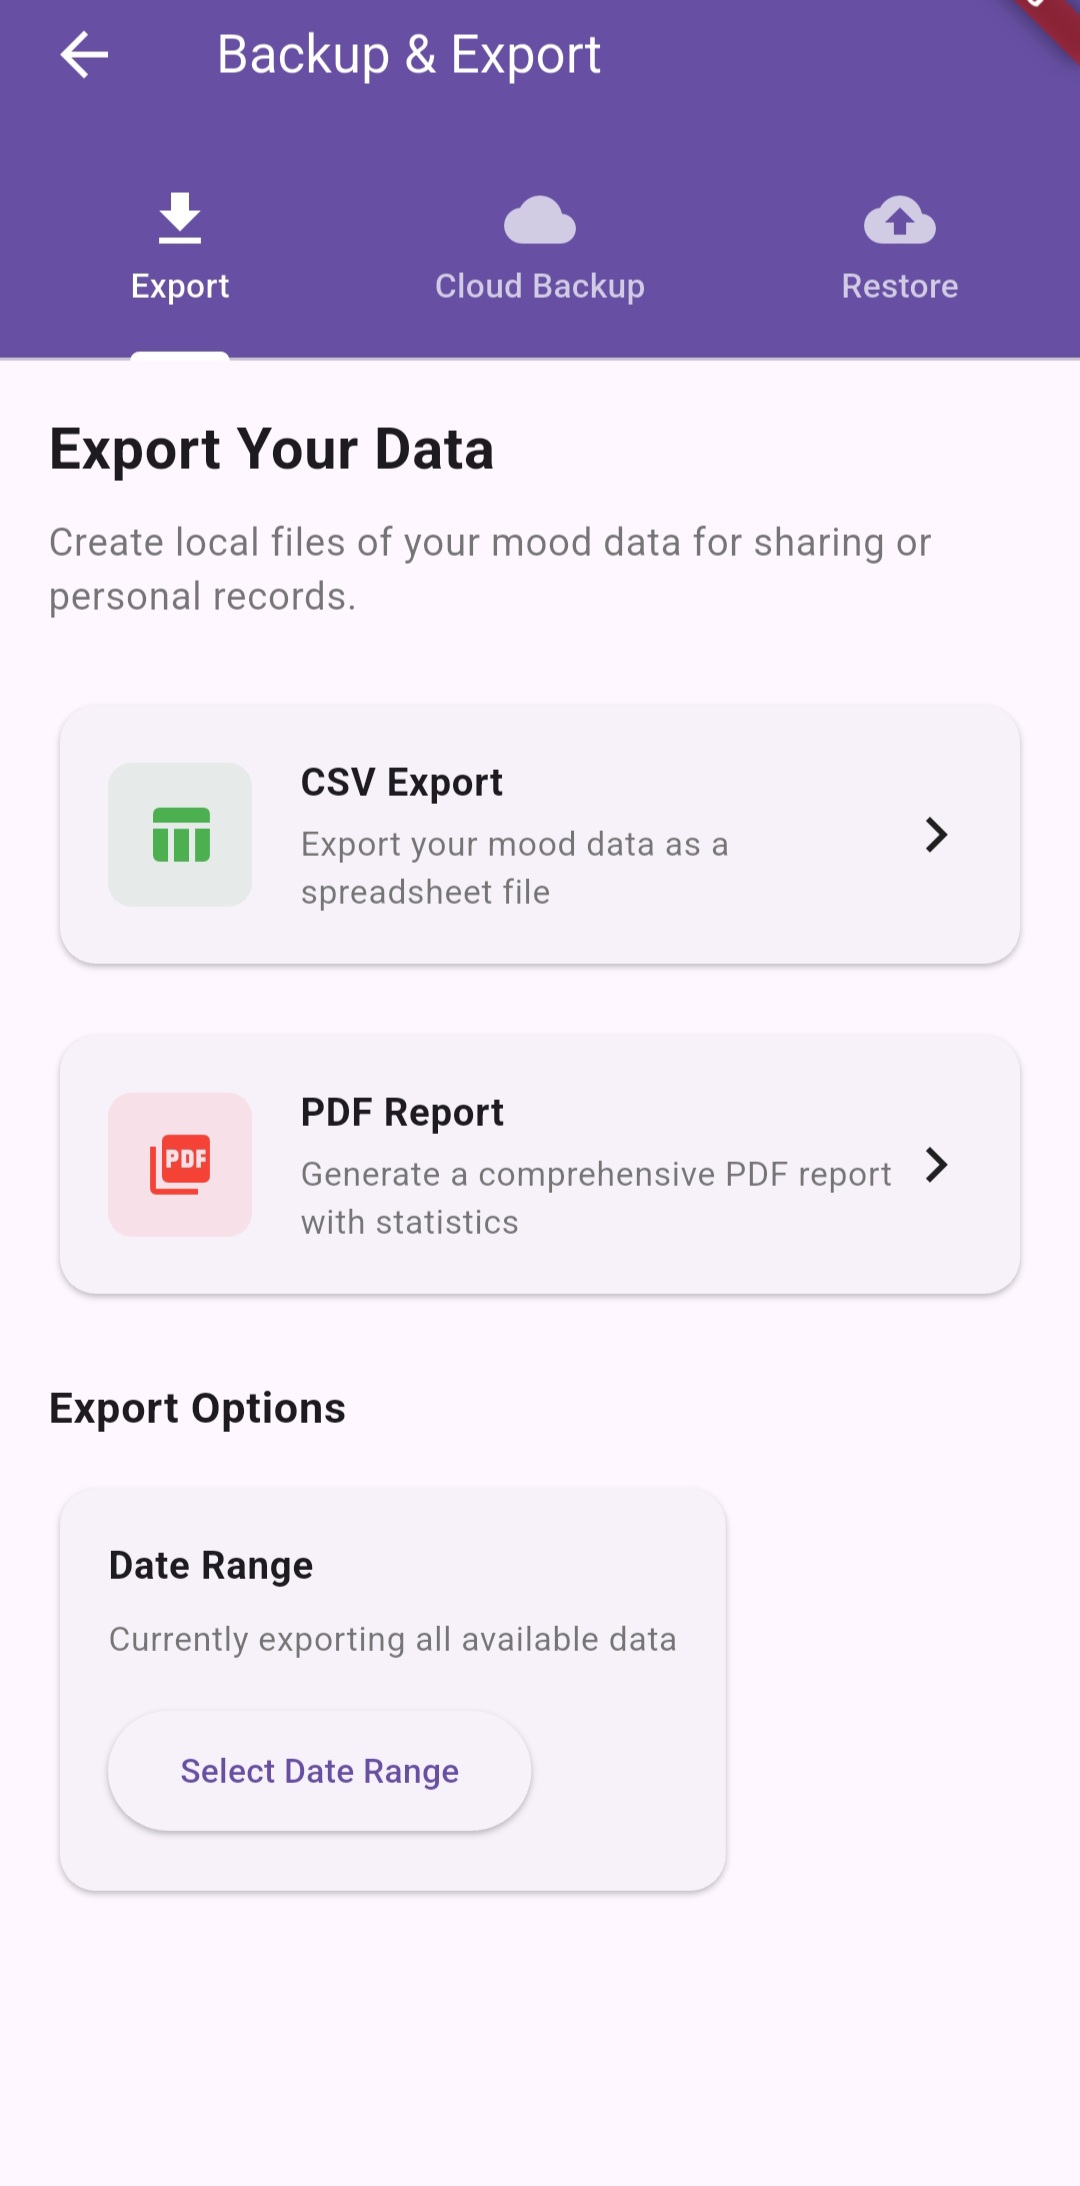 Backup & Export
Export
Cloud Backup
Restore
Export Your Data
Create local files of your mood data for sharing or
personal records.
CSV Export
Export your mood data as a
spreadsheet file
PDF
PDF Report
Generate a comprehensive PDF report
with statistics
Export Options
Date Range
Currently exporting all available data
Select Date Range